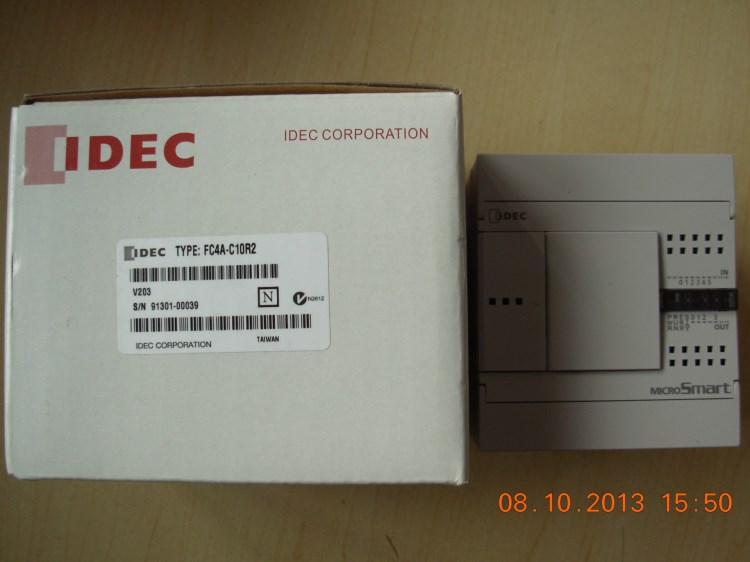 IDEC
IDEC CORPORATION
IDEC TYPE: FC4A-C10R2
V203
S/N 91301-00039
N
N2612
IDEC CORPORATION
TAIWAN
IDEC
IN
0 1 2 3 4 5
OUT
MICROSmart
08.10.2013 15:50